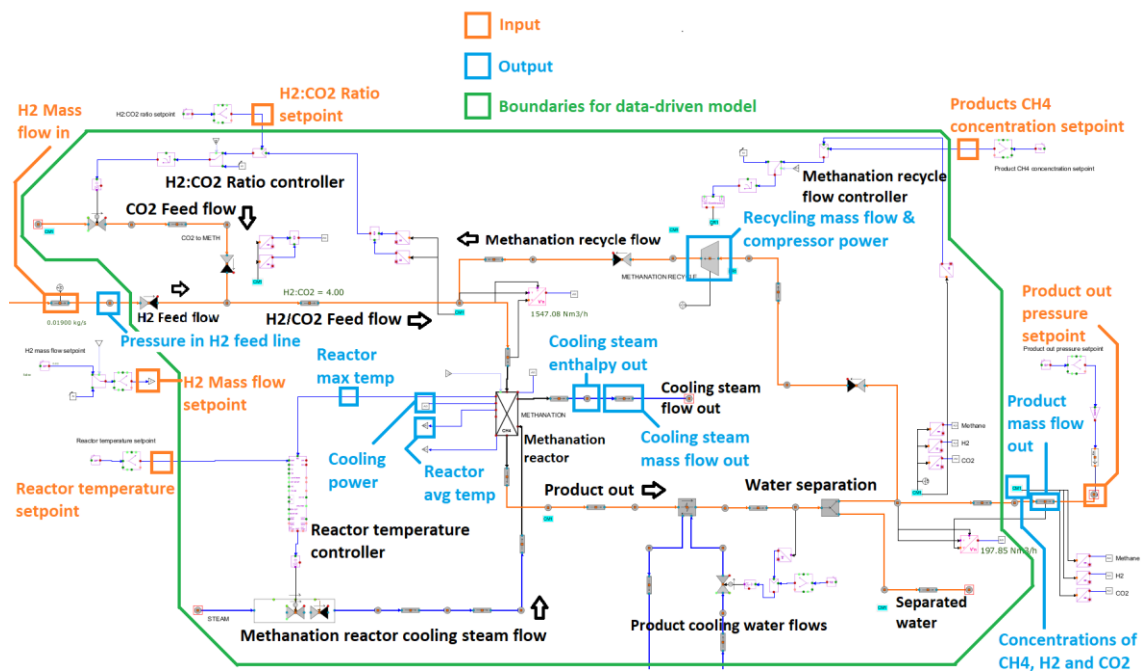 Input
Output
Boundaries for data-driven model
H2:CO2 Ratio
setpoint
H2:CO2 ratio setpoint
H2 Mass
flow in
Products CH4
concentration setpoint
Product CH4 conncentration setpoint
H2:CO2 Ratio controller
CO2 Feed flow
CO2 to METH
Methanation recycle
flow controller
Recycling mass flow &
compressor power
Methanation recycle flow
METHANATION RECYCLE
H2:CO2 = 4.00
H2 Feed flow
H2/CO2 Feed flow
1547.08 Nm3/h
0.01900 kg/s
Pressure in H2 feed line
Product out
pressure
setpoint
Product out pressure setpoint
H2 mass flow setpoint
H2 Mass flow
setpoint
Reactor
max temp
Cooling steam
enthalpy out
Cooling steam
flow out
METHANATION
CH4
Methanation
reactor
Cooling steam
mass flow out
Cooling
power
Reactor
avg temp
Product
mass flow
out
Methane
H2
CO2
Reactor temperature setpoint
Reactor temperature
setpoint
Product out
Water separation
Reactor temperature
controller
197.85 Nm3/h
Methane
H2
CO2
STEAM
Methanation reactor cooling steam flow
Product cooling water flows
Separated
water
Concentrations of
CH4, H2 and CO2